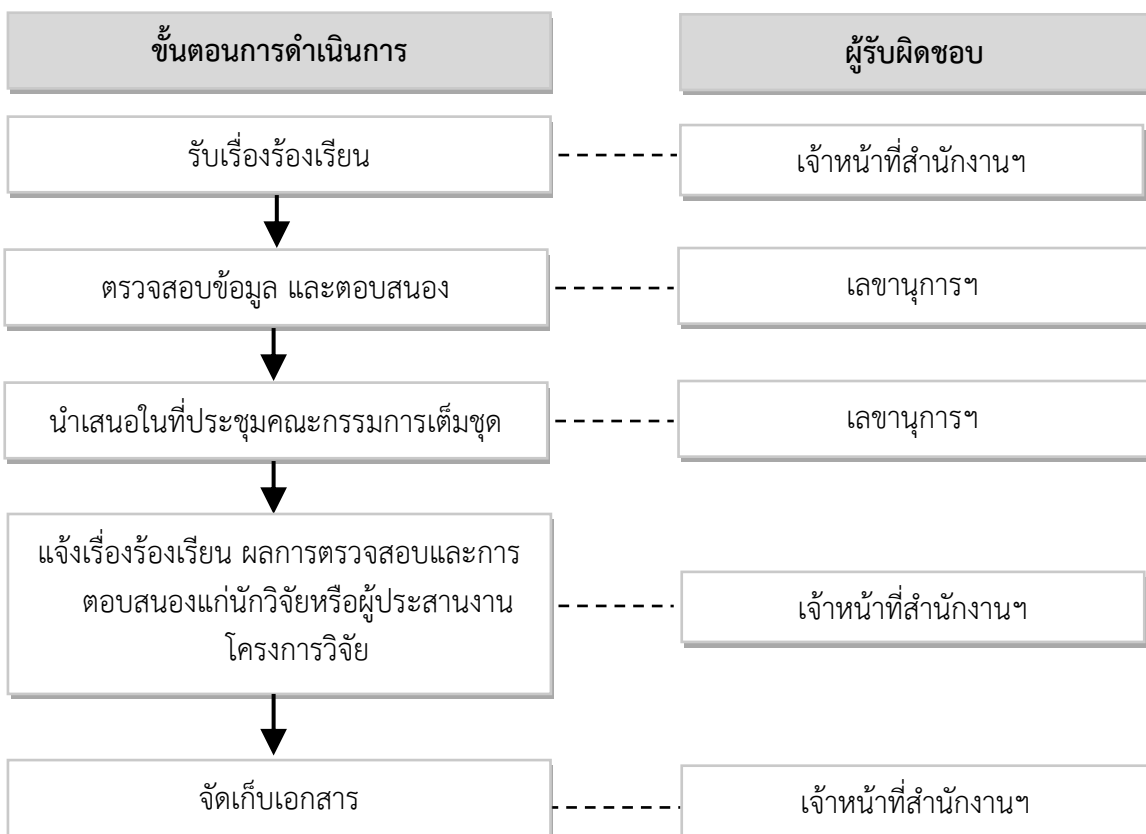 ขั้นตอนการดำเนินการ
ผู้รับผิดชอบ
รับเรื่องร้องเรียน
เจ้าหน้าที่สำนักงานฯ
ตรวจสอบข้อมูล และตอบสนอง
เลขานุการฯ
นำเสนอในที่ประชุมคณะกรรมการเต็มชุด
เลขานุการฯ
แจ้งเรื่องร้องเรียน ผลการตรวจสอบและการ
ตอบสนองแก่นักวิจัยหรือผู้ประสานงาน
โครงการวิจัย
เจ้าหน้าที่สำนักงานฯ
จัดเก็บเอกสาร
เจ้าหน้าที่สำนักงานฯ